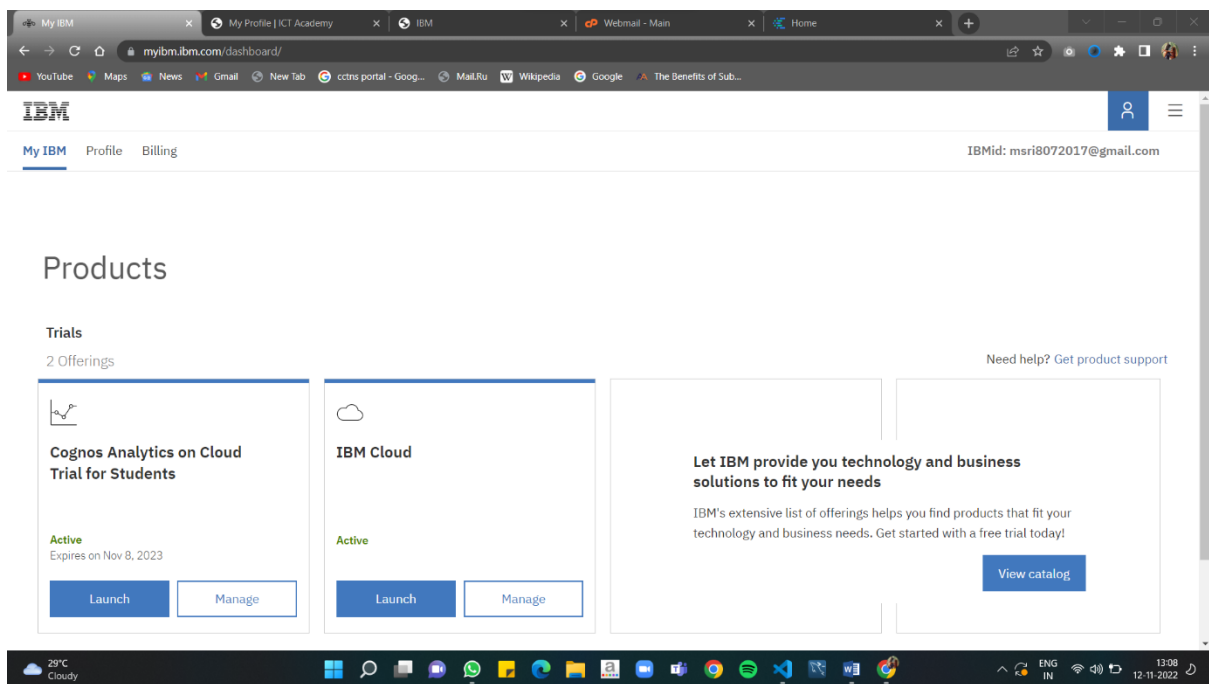 My IBM
My Profile | ICT Academy
IBM
Webmail - Main
Home
myibm.ibm.com/dashboard/
YouTube Maps News Gmail New Tab cctns portal - Goog... Mail.Ru Wikipedia Google The Benefits of Sub...
IBM
My IBM Profile Billing
IBMid: msri8072017@gmail.com
Products
Trials
2 Offerings
Need help? Get product support
Cognos Analytics on Cloud
Trial for Students
Active
Expires on Nov 8, 2023
Launch Manage
IBM Cloud
Active
Launch Manage
Let IBM provide you technology and business
solutions to fit your needs
IBM's extensive list of offerings helps you find products that fit your
technology and business needs. Get started with a free trial today!
View catalog
29°C
Cloudy
ENG
IN
13:08
12-11-2022